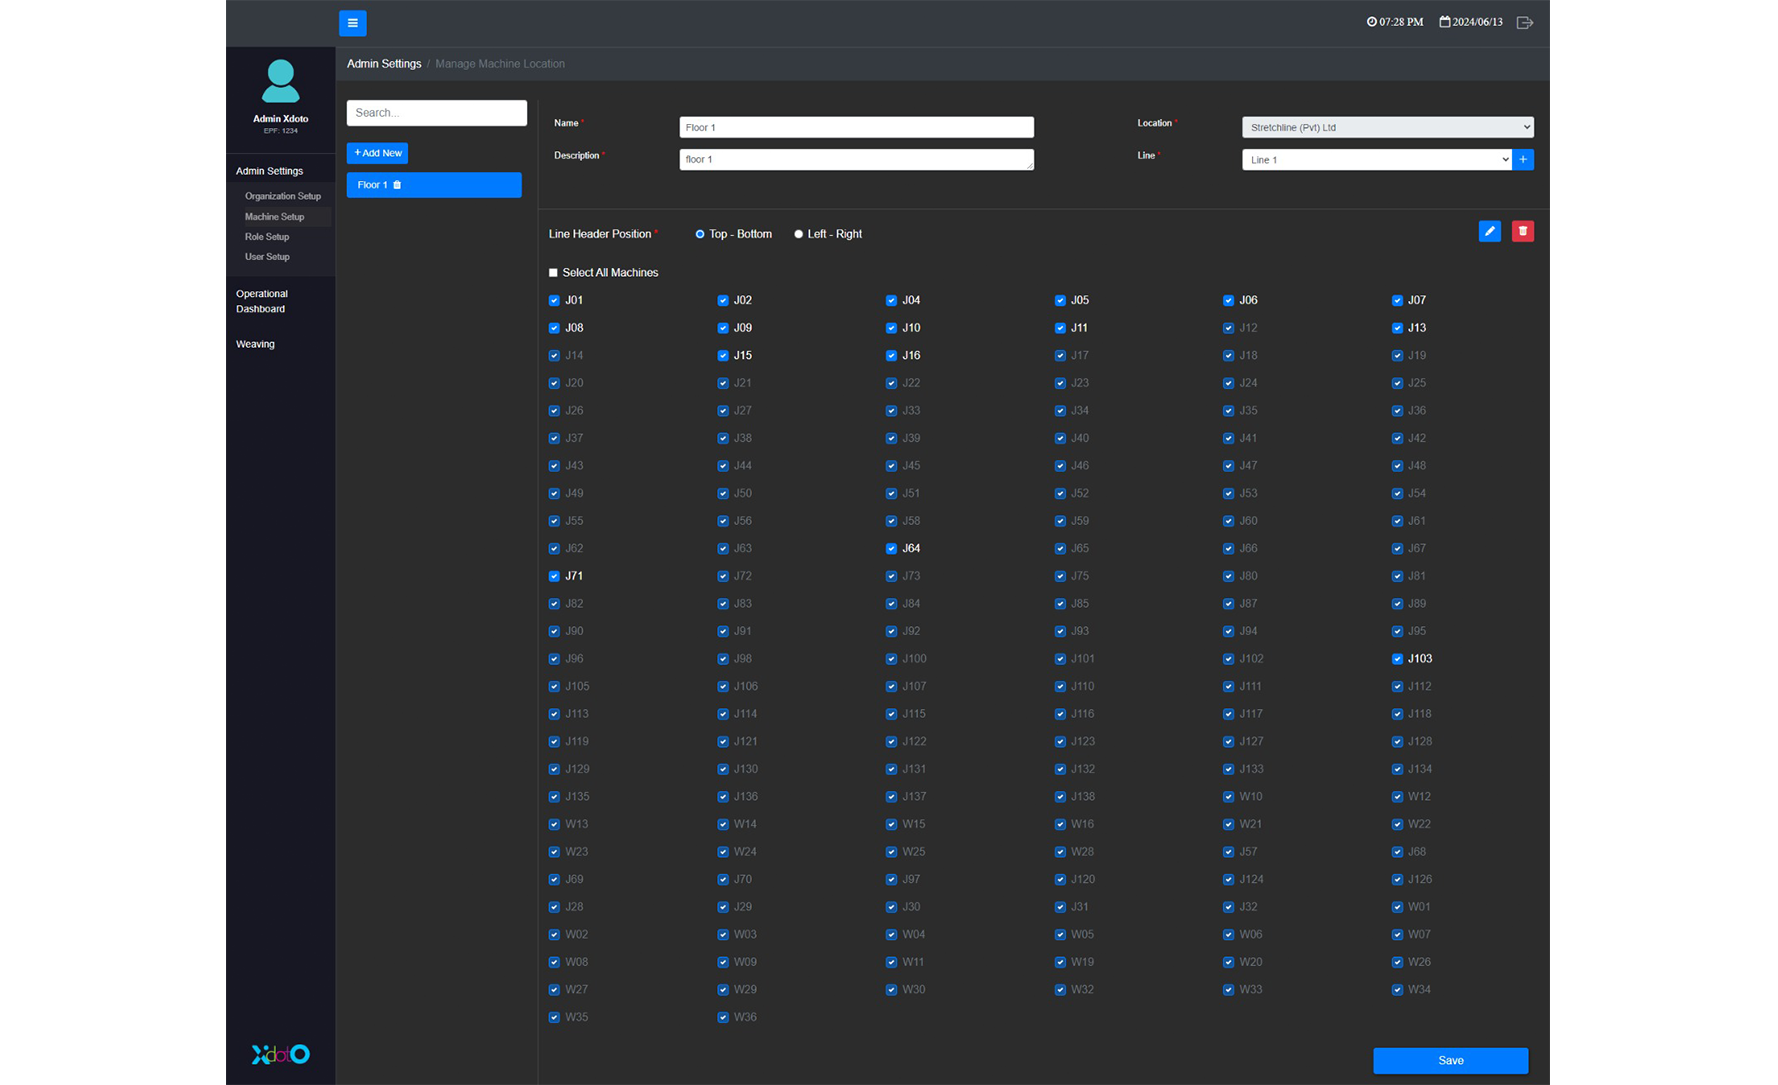 07:28 PM 2024/06/13
Admin Settings / Manage Machine Location
Admin Xdoto
EPF: 1234
Admin Settings
Organization Setup
Machine Setup
Role Setup
User Setup
Operational
Dashboard
Weaving
XdotO
Search...
+ Add New
Floor 1
Name * Floor 1 Location * Stretchline (Pvt) Ltd
Description * floor 1 Line * Line 1 +
Line Header Position * Top - Bottom Left - Right
Select All Machines
J01 J02 J04 J05 J06 J07
J08 J09 J10 J11 J12 J13
J14 J15 J16 J17 J18 J19
J20 J21 J22 J23 J24 J25
J26 J27 J33 J34 J35 J36
J37 J38 J39 J40 J41 J42
J43 J44 J45 J46 J47 J48
J49 J50 J51 J52 J53 J54
J55 J56 J58 J59 J60 J61
J62 J63 J64 J65 J66 J67
J71 J72 J73 J75 J80 J81
J82 J83 J84 J85 J87 J89
J90 J91 J92 J93 J94 J95
J96 J98 J100 J101 J102 J103
J105 J106 J107 J110 J111 J112
J113 J114 J115 J116 J117 J118
J119 J121 J122 J123 J127 J128
J129 J130 J131 J132 J133 J134
J135 J136 J137 J138 W10 W12
W13 W14 W15 W16 W21 W22
W23 W24 W25 W28 J57 J68
J69 J70 J97 J120 J124 J126
J28 J29 J30 J31 J32 W01
W02 W03 W04 W05 W06 W07
W08 W09 W11 W19 W20 W26
W27 W29 W30 W32 W33 W34
W35 W36
Save